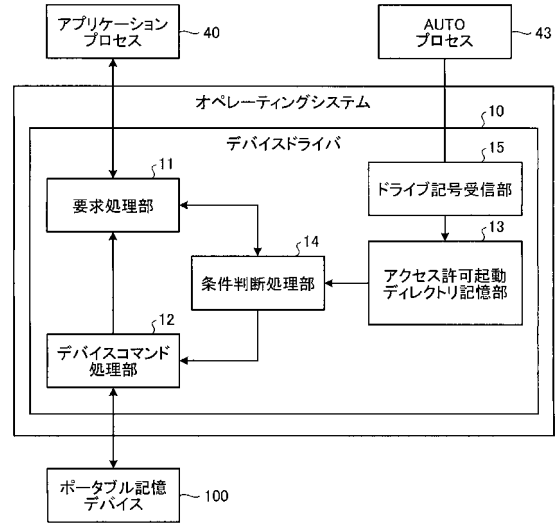 アプリケーション
プロセス
40
AUTO
プロセス
43
オペレーティングシステム
10
デバイスドライバ
11
要求処理部
15
ドライブ記号受信部
14
条件判断処理部
13
アクセス許可起動
ディレクトリ記憶部
12
デバイスコマンド
処理部
ポータブル記憶
デバイス
100